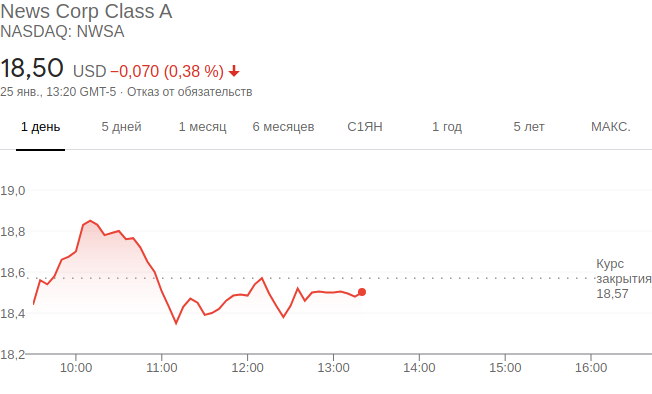 News Corp Class A
NASDAQ: NWSA
18,50 USD −0,070 (0,38 %)
25 янв., 13:20 GMT-5 · Отказ от обязательств
1 день 5 дней 1 месяц 6 месяцев С1ЯН 1 год 5 лет МАКС.
19,0
18,8
18,6
18,4
18,2
Курс
закрытия
18,57
10:00 11:00 12:00 13:00 14:00 15:00 16:00